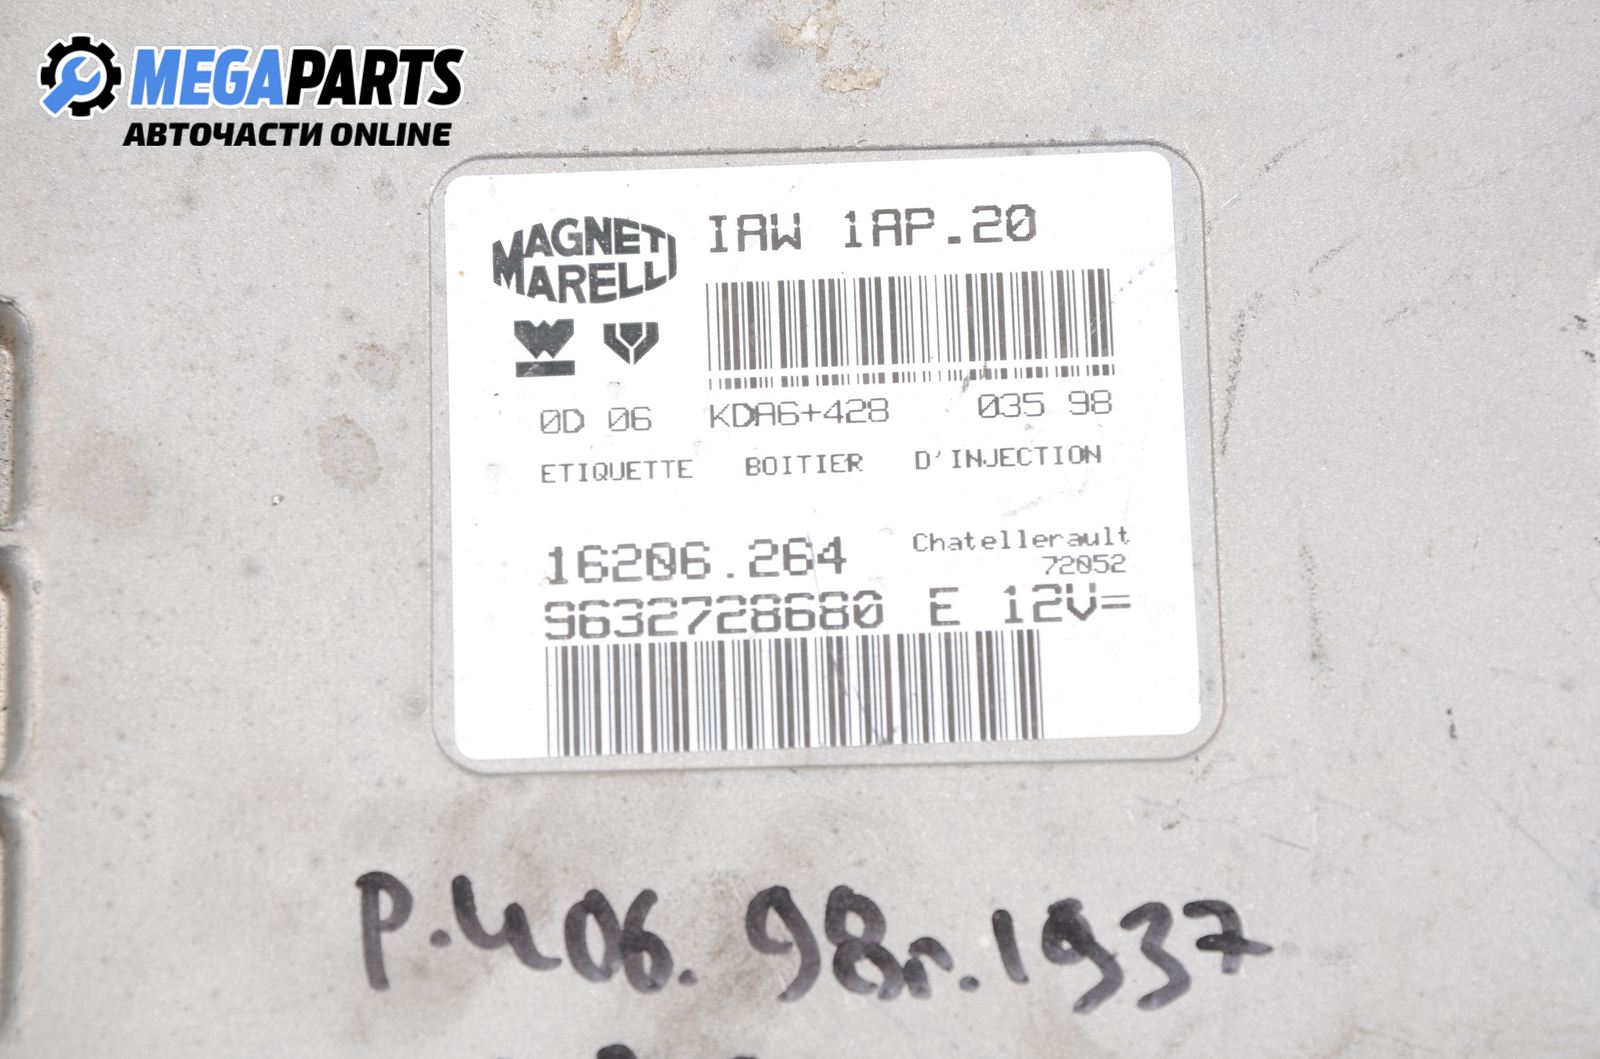 MEGAPARTS
АВТОЧАСТИ ONLINE
MAGNETI
MARELLI
IAW 1AP.20
0D 06 KDA6+428 035 98
ETIQUETTE BOITIER D'INJECTION
16206.264 Chatellerault
72052
9632728680 E 12V=
P.406. 98г. 1937